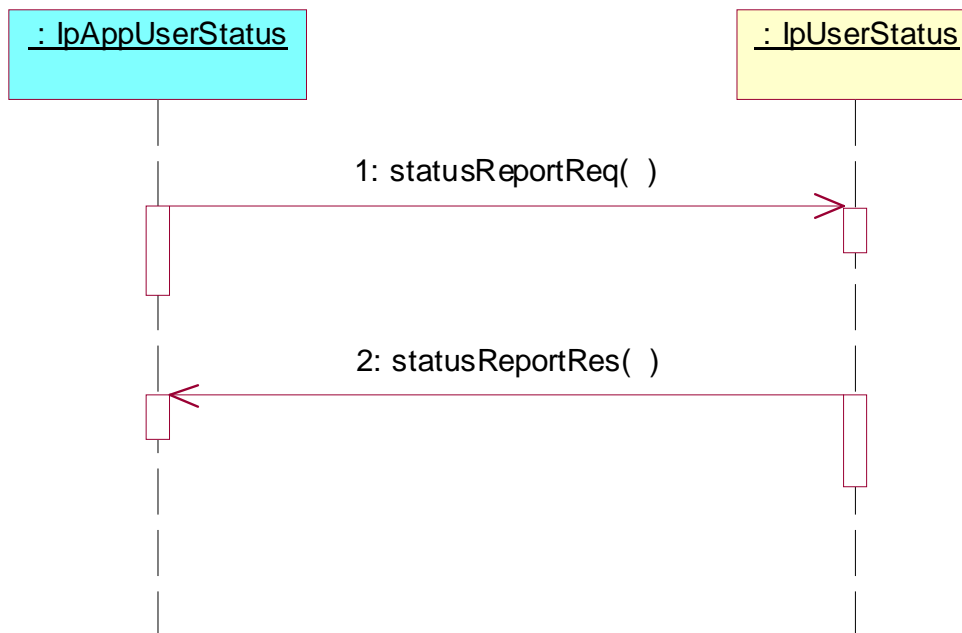 : IpAppUserStatus
: IpUserStatus
1: statusReportReq( )
2: statusReportRes( )